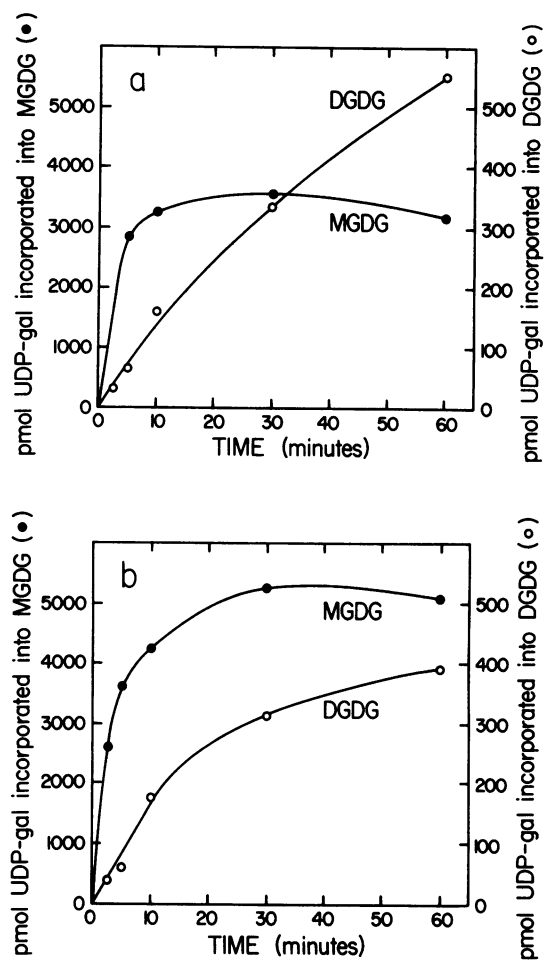 a
pmol UDP-gal incorporated into MGDG (●)
pmol UDP-gal incorporated into DGDG (o)
5000
4000
3000
2000
1000
0
500
400
300
200
100
0
DGDG
MGDG
0 10 20 30 40 50 60
TIME (minutes)
b
pmol UDP-gal incorporated into MGDG (●)
pmol UDP-gal incorporated into DGDG (o)
5000
4000
3000
2000
1000
0
500
400
300
200
100
0
MGDG
DGDG
0 10 20 30 40 50 60
TIME (minutes)